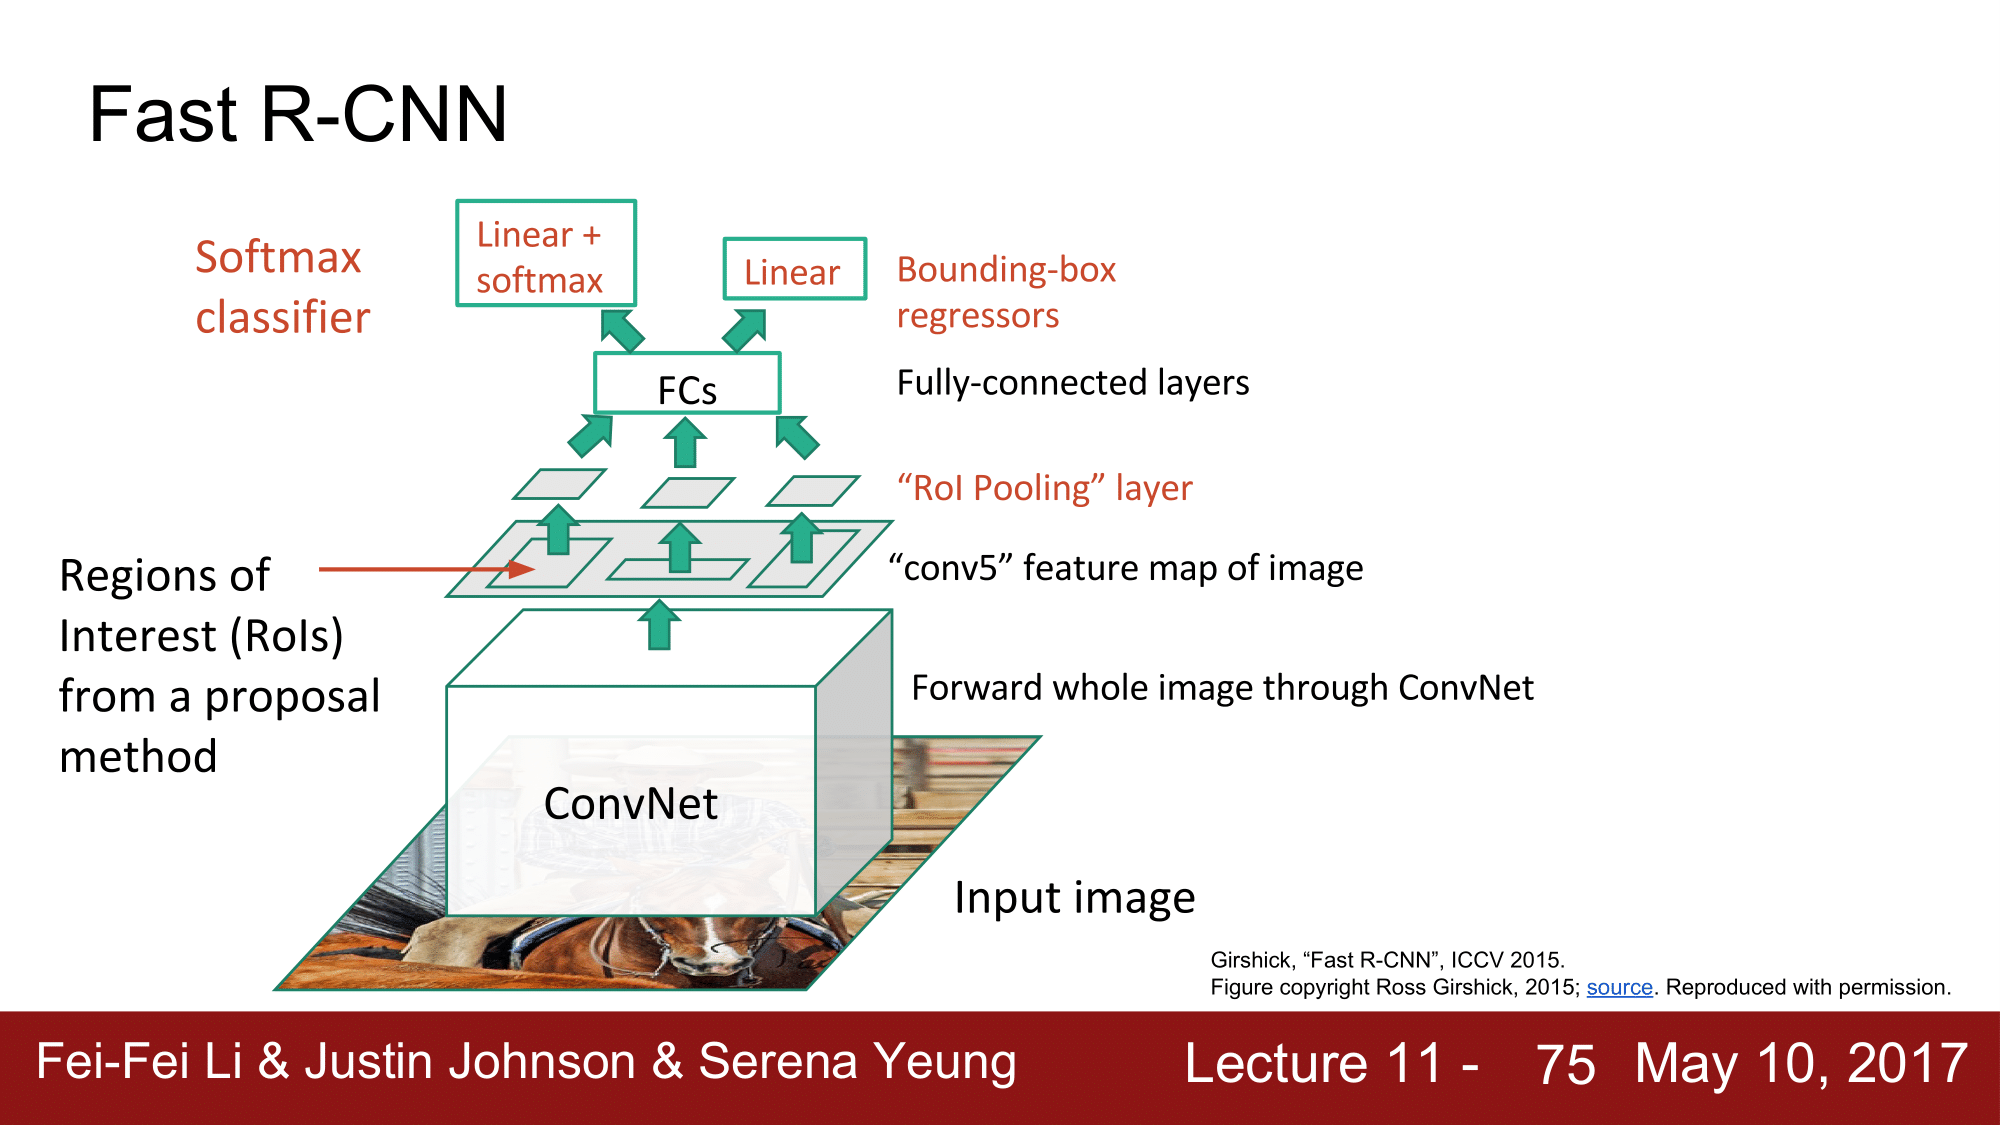 Fast R-CNN
Softmax
classifier
Linear +
softmax
Linear
Bounding-box
regressors
FCs
Fully-connected layers
“RoI Pooling” layer
Regions of
Interest (RoIs)
from a proposal
method
“conv5” feature map of image
Forward whole image through ConvNet
ConvNet
Input image
Girshick, “Fast R-CNN”, ICCV 2015.
Figure copyright Ross Girshick, 2015; source. Reproduced with permission.
Fei-Fei Li & Justin Johnson & Serena Yeung
Lecture 11 - 75 May 10, 2017